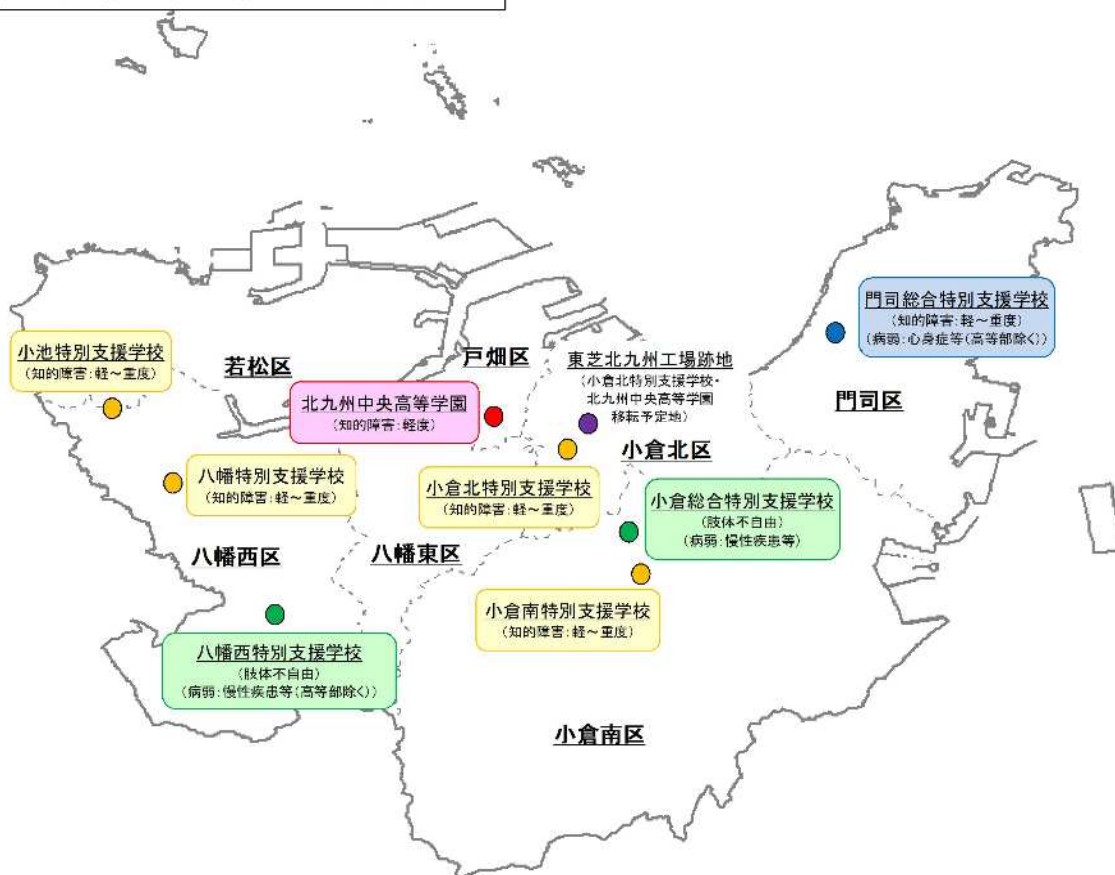 門司総合特別支援学校
(知的障害:軽~重度)
(病弱:心身症等(高等部除く))
小池特別支援学校
(知的障害:軽~重度)
若松区
戸畑区
東芝北九州工場跡地
(小倉北特別支援学校・
北九州中央高等学園
移転予定地)
門司区
北九州中央高等学園
(知的障害:軽度)
小倉北区
八幡特別支援学校
(知的障害:軽~重度)
小倉北特別支援学校
(知的障害:軽~重度)
小倉総合特別支援学校
(肢体不自由)
(病弱:慢性疾患等)
八幡西区
八幡東区
小倉南特別支援学校
(知的障害:軽~重度)
八幡西特別支援学校
(肢体不自由)
(病弱:慢性疾患等(高等部除く))
小倉南区